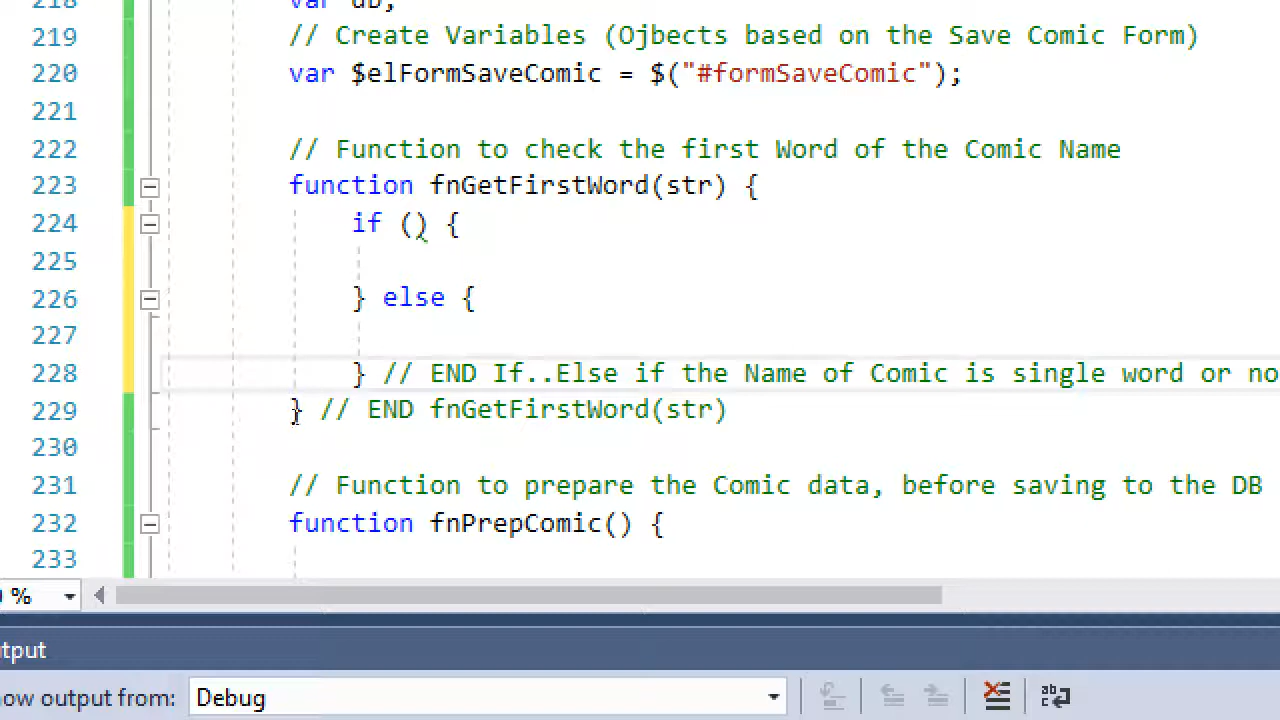 218 var db,
219 // Create Variables (Ojbects based on the Save Comic Form)
220 var $elFormSaveComic = $("#formSaveComic");
221
222 // Function to check the first Word of the Comic Name
223 function fnGetFirstWord(str) {
224 if () {
225
226 } else {
227
228 } // END If..Else if the Name of Comic is single word or no
229 } // END fnGetFirstWord(str)
230
231 // Function to prepare the Comic data, before saving to the DB
232 function fnPrepComic() {
233
%
utput
ow output from: Debug